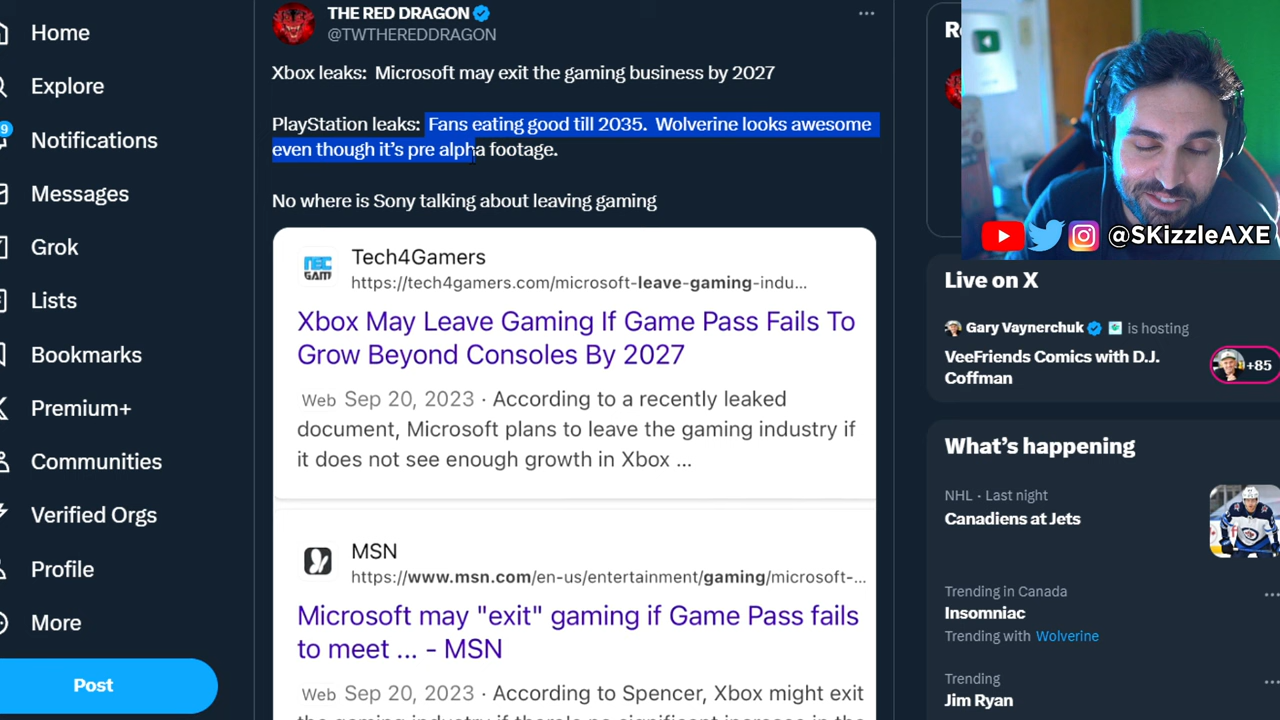 Home
Explore
9
Notifications
Messages
Grok
Lists
Bookmarks
Premium+
Communities
Verified Orgs
Profile
More
Post
THE RED DRAGON
@TWTHEREDDRAGON
Xbox leaks: Microsoft may exit the gaming business by 2027
PlayStation leaks: Fans eating good till 2035. Wolverine looks awesome
even though it's pre alpha footage.
No where is Sony talking about leaving gaming
Tech4Gamers
https://tech4gamers.com/microsoft-leave-gaming-indu...
Xbox May Leave Gaming If Game Pass Fails To
Grow Beyond Consoles By 2027
Web Sep 20, 2023 · According to a recently leaked
document, Microsoft plans to leave the gaming industry if
it does not see enough growth in Xbox ...
MSN
https://www.msn.com/en-us/entertainment/gaming/microsoft-...
Microsoft may "exit" gaming if Game Pass fails
to meet ... - MSN
Web Sep 20, 2023 · According to Spencer, Xbox might exit
@SKizzleAXE
Live on X
Gary Vaynerchuk is hosting
VeeFriends Comics with D.J.
Coffman
+85
What's happening
NHL · Last night
Canadiens at Jets
Trending in Canada
Insomniac
Trending with Wolverine
Trending
Jim Ryan